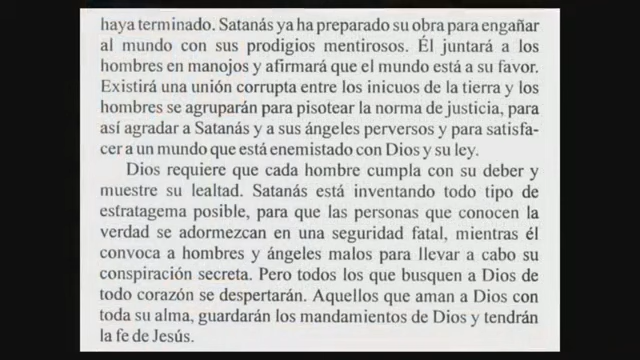 haya terminado. Satanás ya ha preparado su obra para engañar
al mundo con sus prodigios mentirosos. Él juntará a los
hombres en manojos y afirmará que el mundo está a su favor.
Existirá una unión corrupta entre los inicuos de la tierra y los
hombres se agruparán para pisotear la norma de justicia, para
así agradar a Satanás y a sus ángeles perversos y para satisfa-
cer a un mundo que está enemistado con Dios y su ley.
Dios requiere que cada hombre cumpla con su deber y
muestre su lealtad. Satanás está inventando todo tipo de
estratagema posible, para que las personas que conocen la
verdad se adormezcan en una seguridad fatal, mientras él
convoca a hombres y ángeles malos para llevar a cabo su
conspiración secreta. Pero todos los que busquen a Dios de
todo corazón se despertarán. Aquellos que aman a Dios con
toda su alma, guardarán los mandamientos de Dios y tendrán
la fe de Jesús.